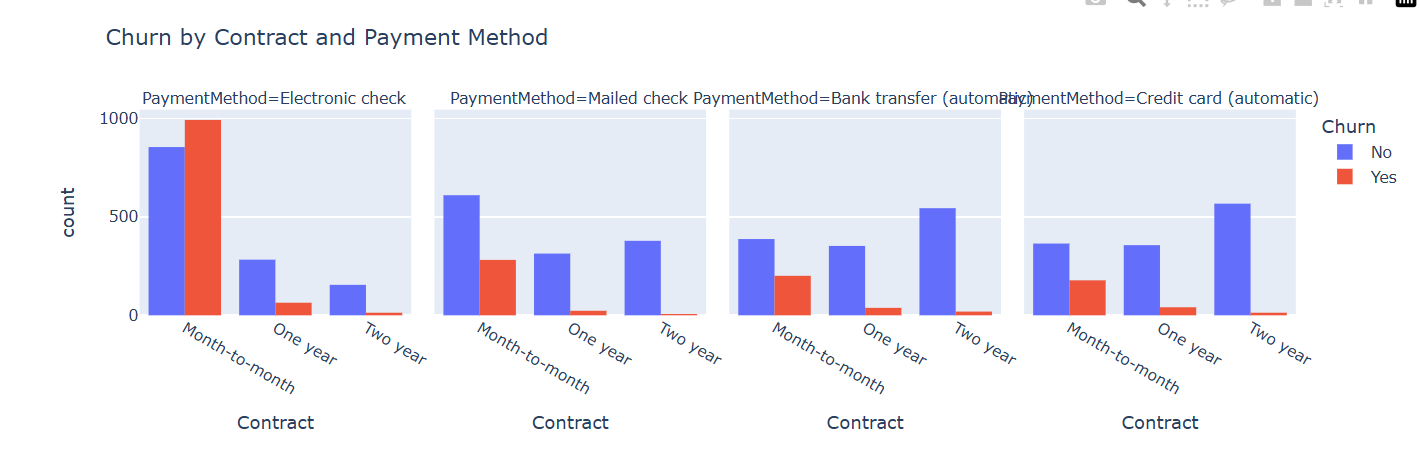 Churn by Contract and Payment Method
PaymentMethod=Electronic check
PaymentMethod=Mailed check
PaymentMethod=Bank transfer (automatic)
PaymentMethod=Credit card (automatic)
Churn
No
Yes
count
1000
500
0
Month-to-month
One year
Two year
Month-to-month
One year
Two year
Month-to-month
One year
Two year
Month-to-month
One year
Two year
Contract
Contract
Contract
Contract